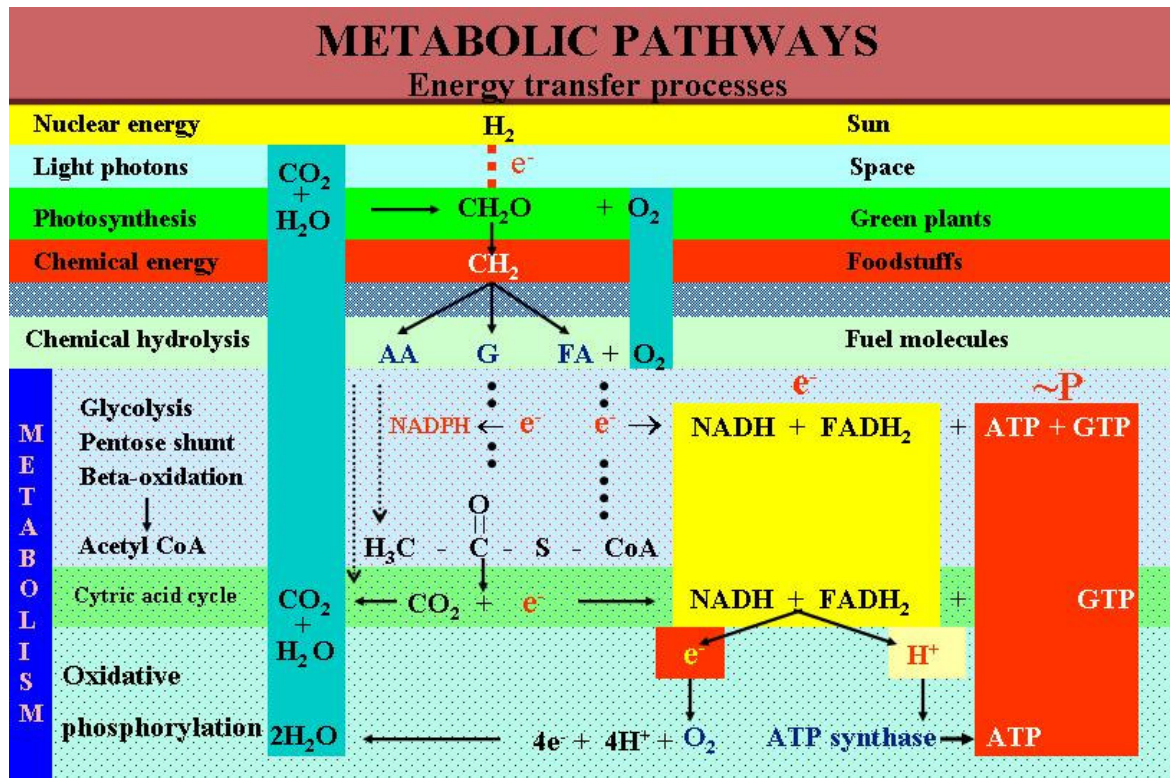 METABOLIC PATHWAYS
Energy transfer processes
Nuclear energy H₂ Sun
Light photons CO₂ e⁻ Space
+
Photosynthesis H₂O CH₂O + O₂ Green plants
Chemical energy CH₂ Foodstuffs
Chemical hydrolysis AA G FA + O₂ Fuel molecules
METABOLISM
e⁻ ~P
Glycolysis
Pentose shunt NADPH e⁻ e⁻ NADH + FADH₂ + ATP + GTP
Beta-oxidation
O
Acetyl CoA H₃C - C - S - CoA
Cytric acid cycle CO₂ CO₂ + e⁻ NADH + FADH₂ + GTP
+
H₂O e⁻ H⁺
Oxidative
phosphorylation 2H₂O 4e⁻ + 4H⁺ + O₂ ATP synthase ATP